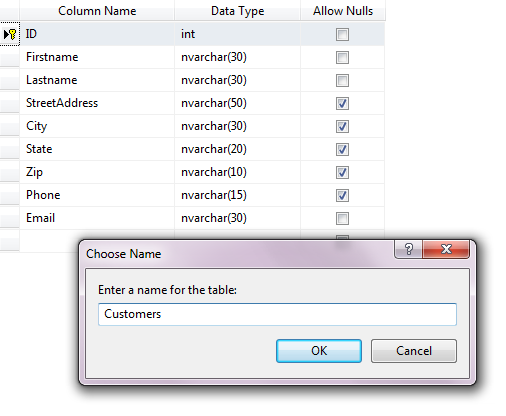 Column Name Data Type Allow Nulls
ID int
Firstname nvarchar(30)
Lastname nvarchar(30)
StreetAddress nvarchar(50)
City nvarchar(30)
State nvarchar(20)
Zip nvarchar(10)
Phone nvarchar(15)
Email nvarchar(30)
Choose Name
?
Enter a name for the table:
Customers
OK Cancel